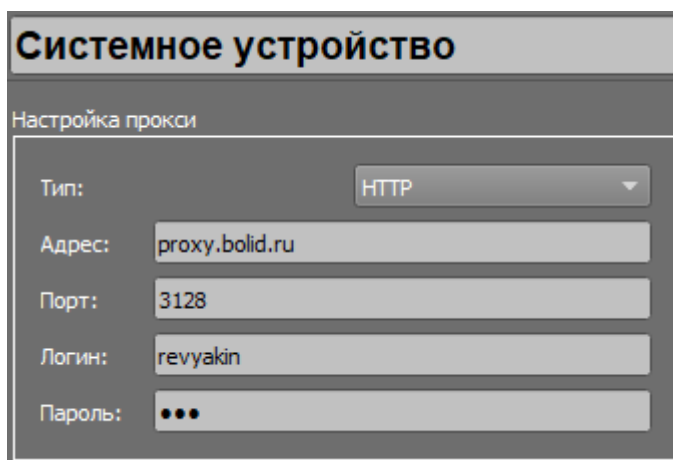 Системное устройство
Настройка прокси
Тип: HTTP
Адрес: proxy.bolid.ru
Порт: 3128
Логин: revyakin
Пароль: •••